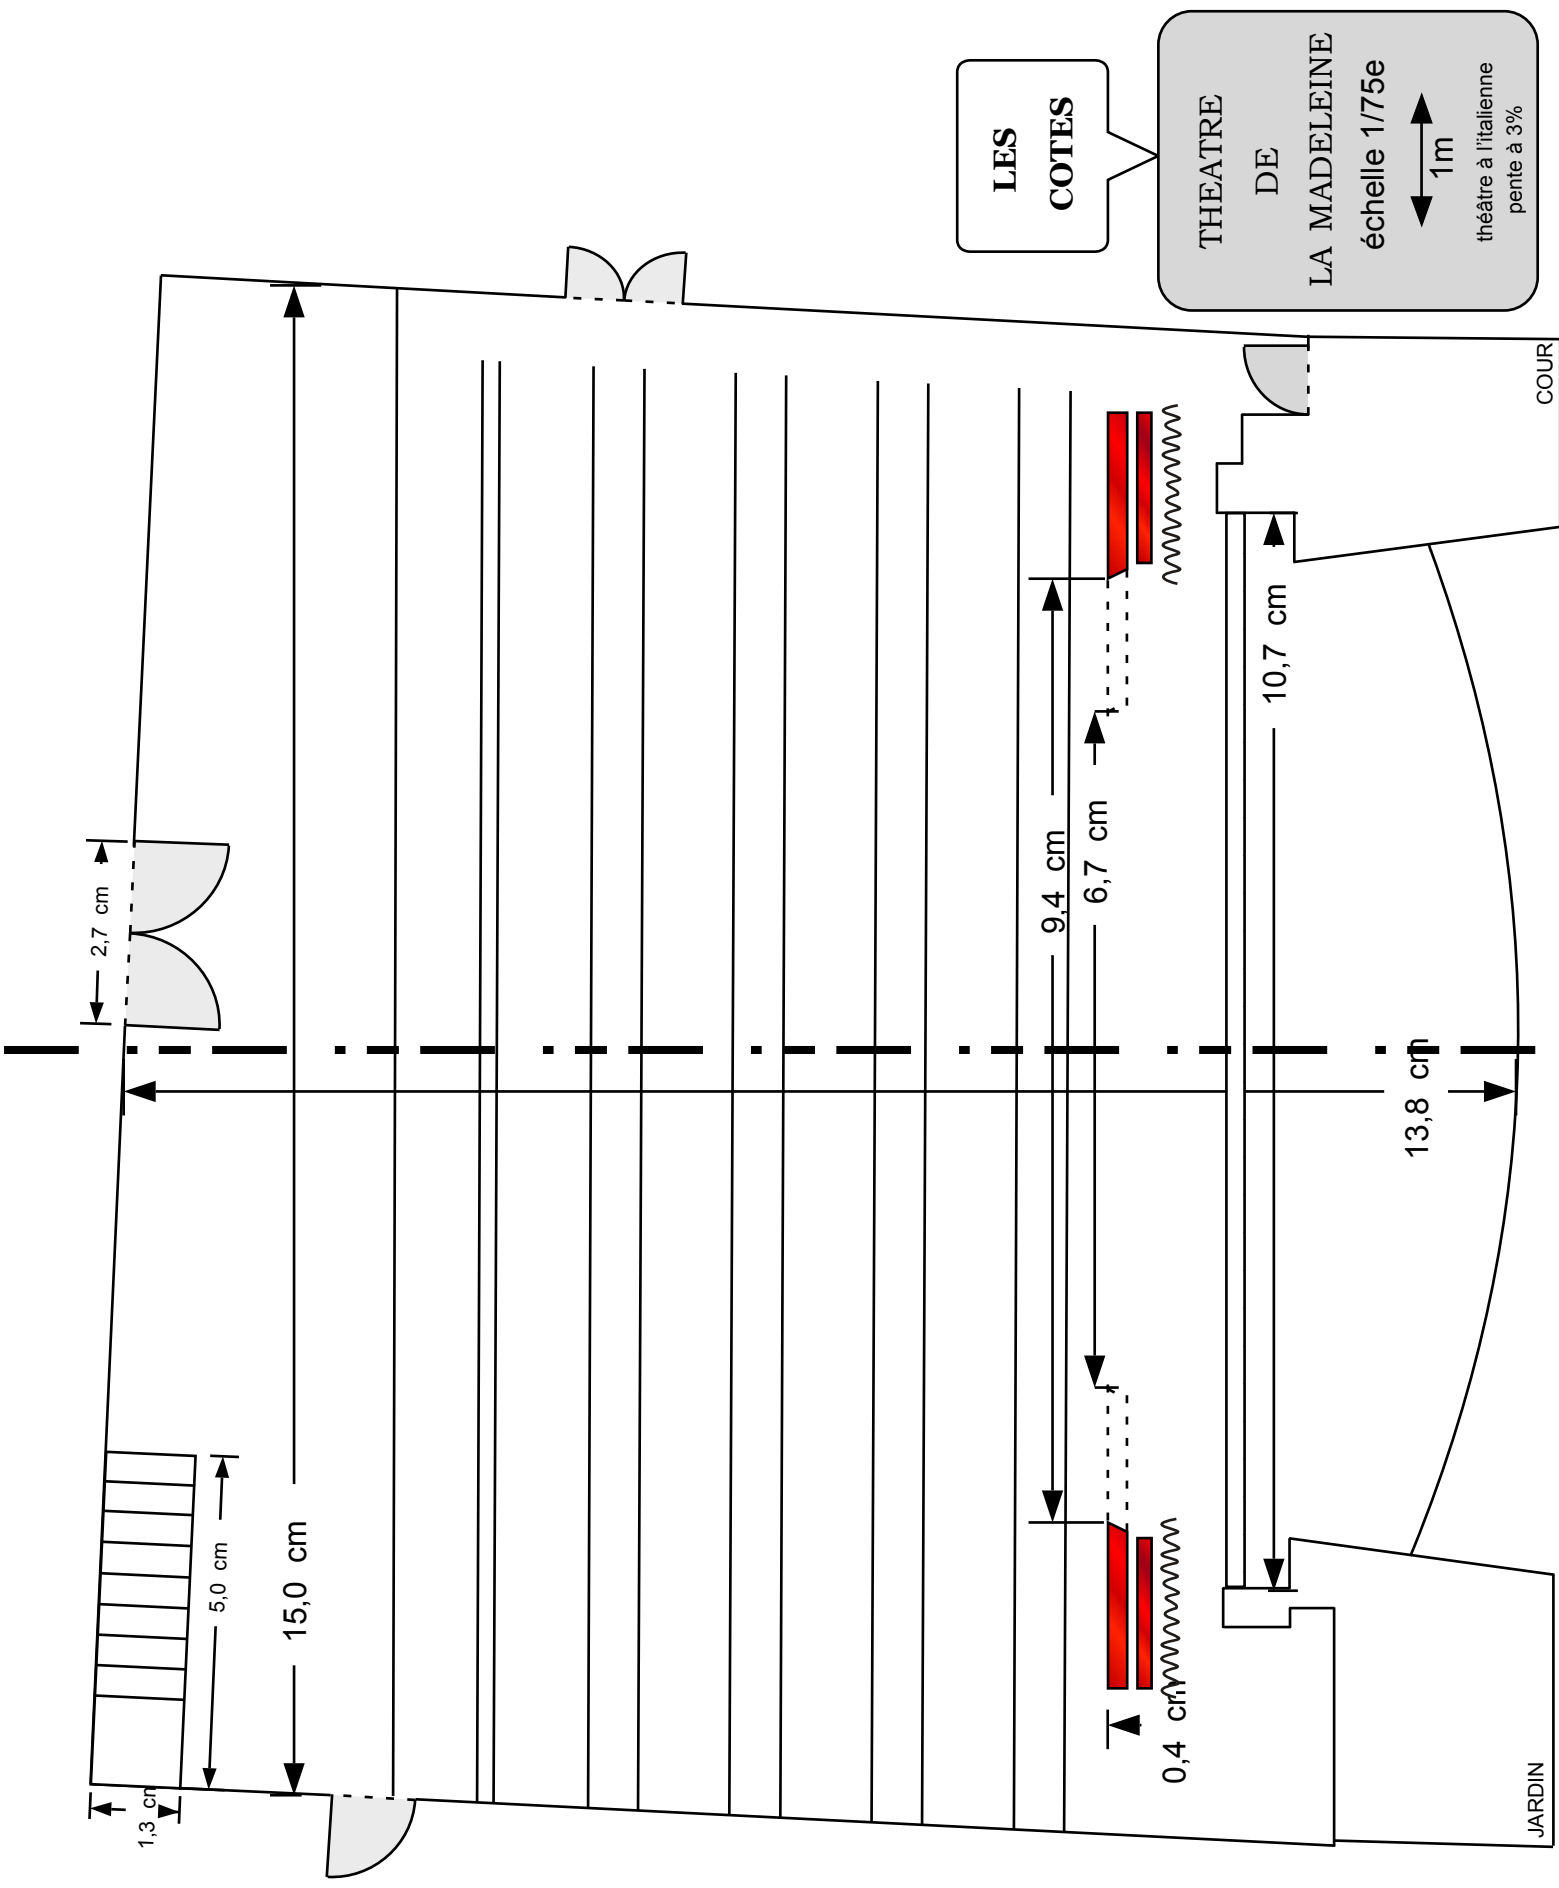 LES
COTES
THEATRE
DE
LA MADELEINE
échelle 1/75e
1m
théâtre à l'italienne
pente à 3%
COUR
10,7 cm
2,7 cm
9,4 cm
6,7 cm
13,8 cm
5,0 cm
15,0 cm
0,4 cm
1,3 cm
JARDIN